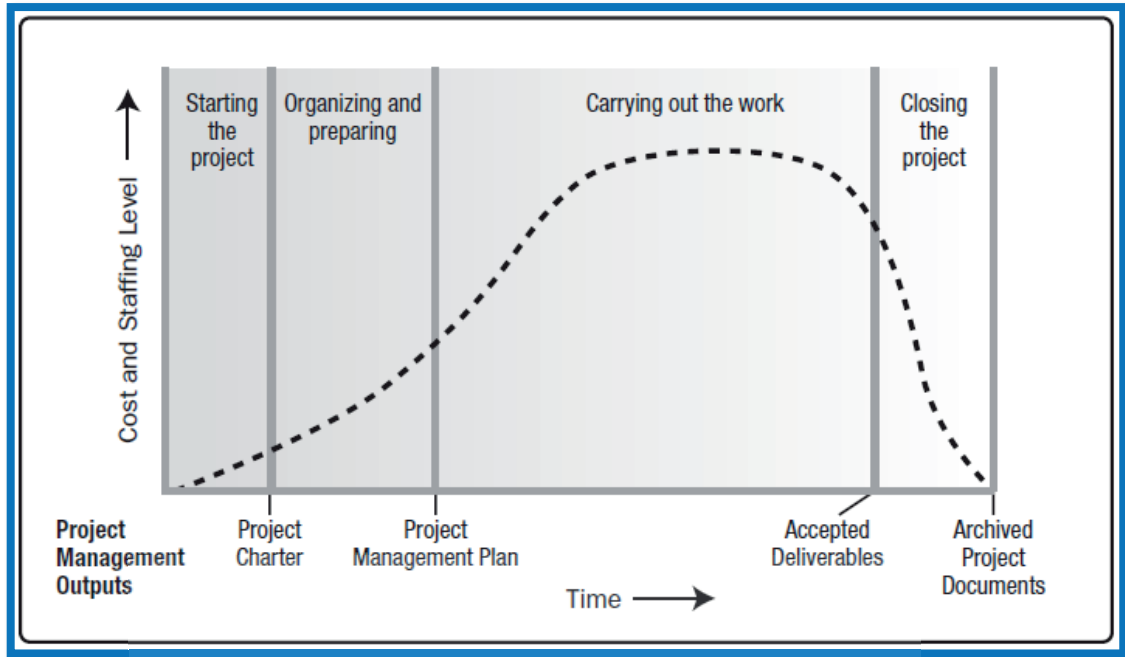 Starting
the
project
Organizing and
preparing
Carrying out the work
Closing
the
project
Cost and Staffing Level
Project
Management
Outputs
Project
Charter
Project
Management Plan
Accepted
Deliverables
Archived
Project
Documents
Time